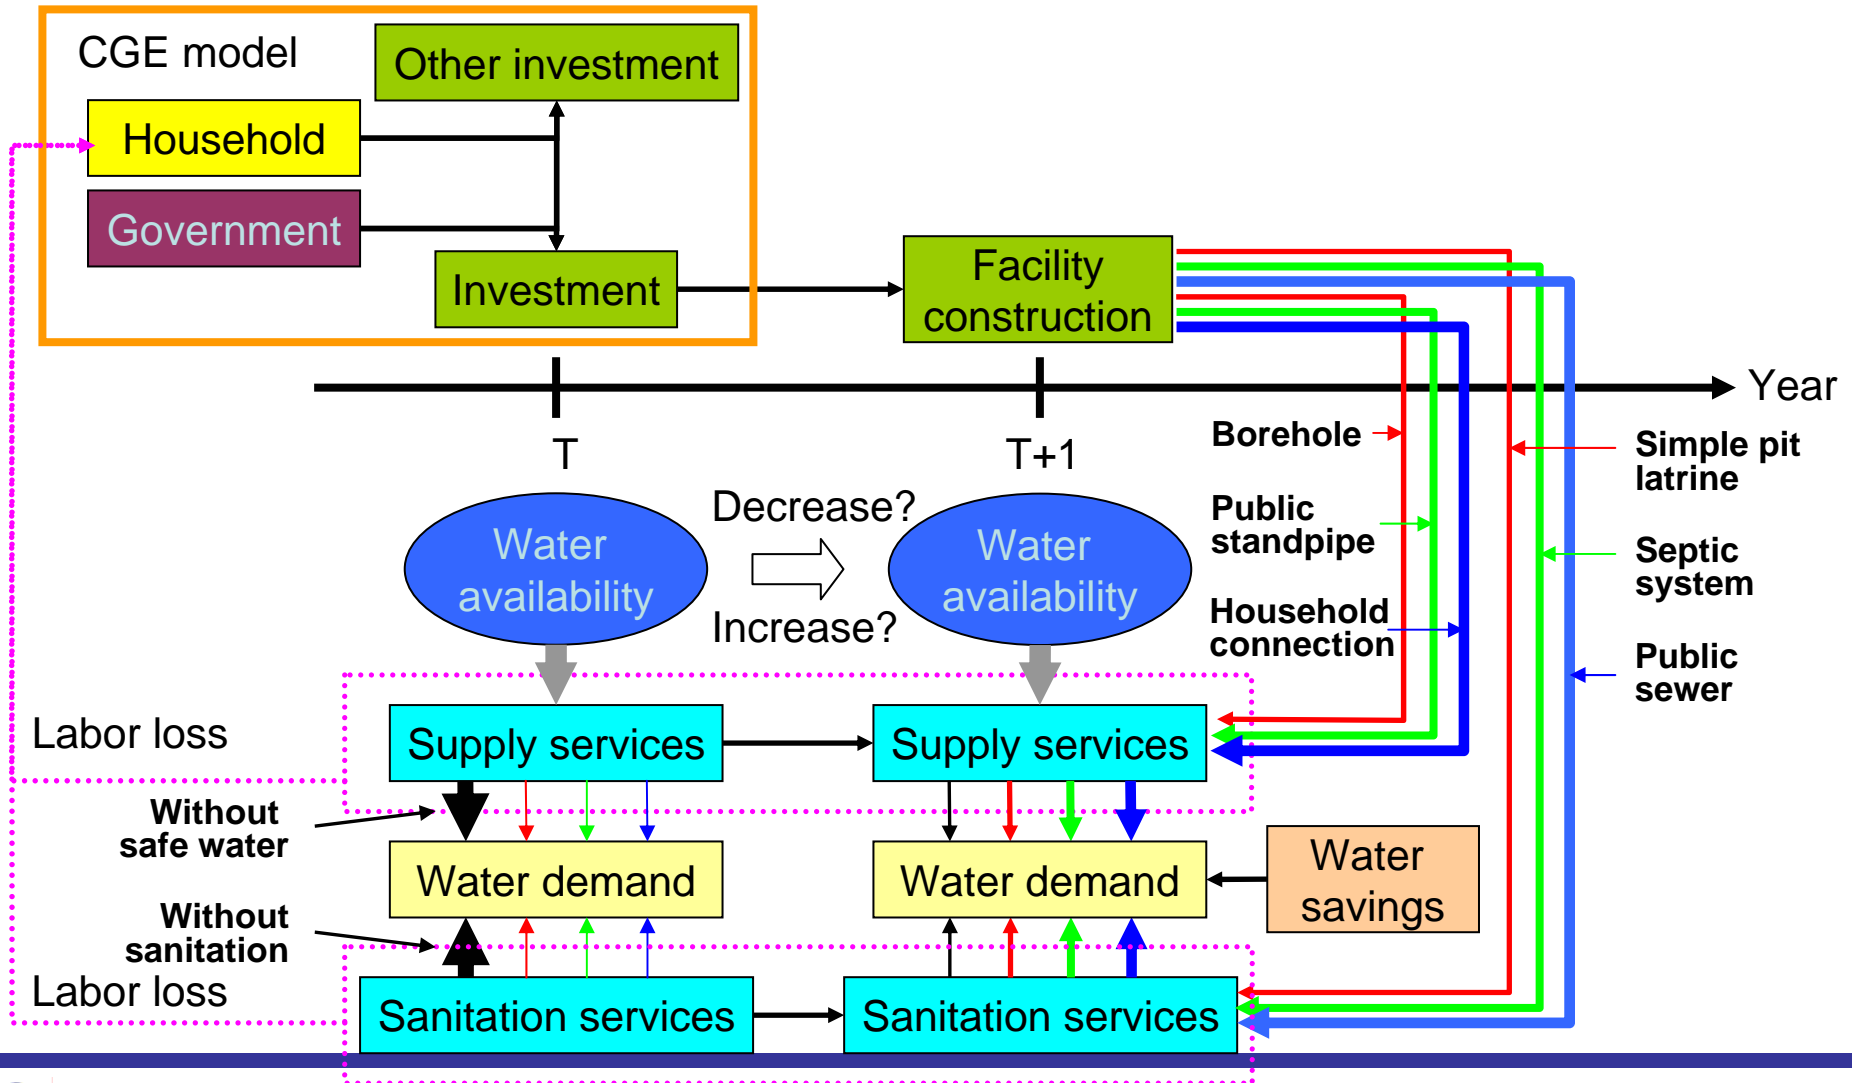 CGE model
Other investment
Household
Government
Investment
Facility
construction
Year
T
T+1
Borehole
Simple pit
latrine
Decrease?
Public
standpipe
Water
availability
Water
availability
Septic
system
Increase?
Household
connection
Public
sewer
Labor loss
Supply services
Supply services
Without
safe water
Water demand
Water demand
Water
savings
Without
sanitation
Labor loss
Sanitation services
Sanitation services